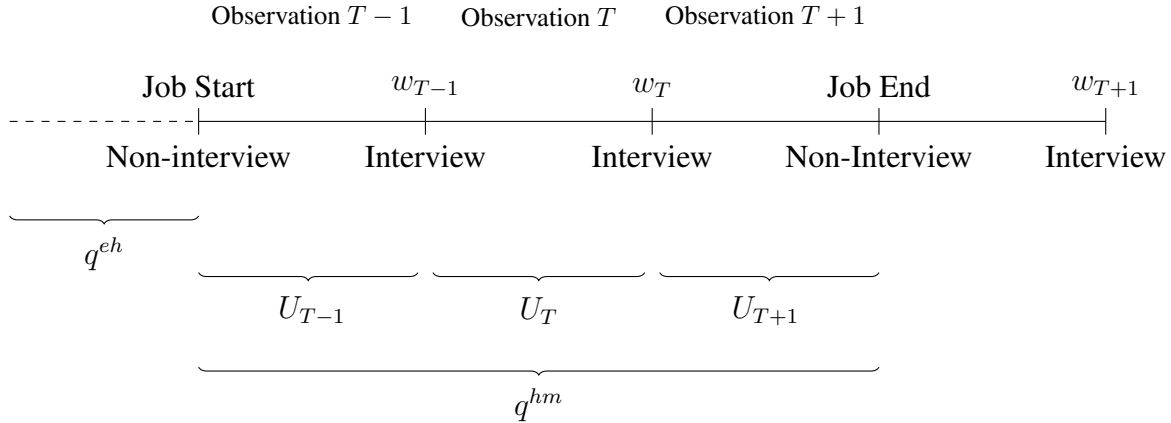 Observation T − 1 Observation T Observation T + 1
Job Start w_{T−1} w_T Job End w_{T+1}
Non-interview Interview Interview Non-Interview Interview
q^{eh}
U_{T−1} U_T U_{T+1}
q^{hm}